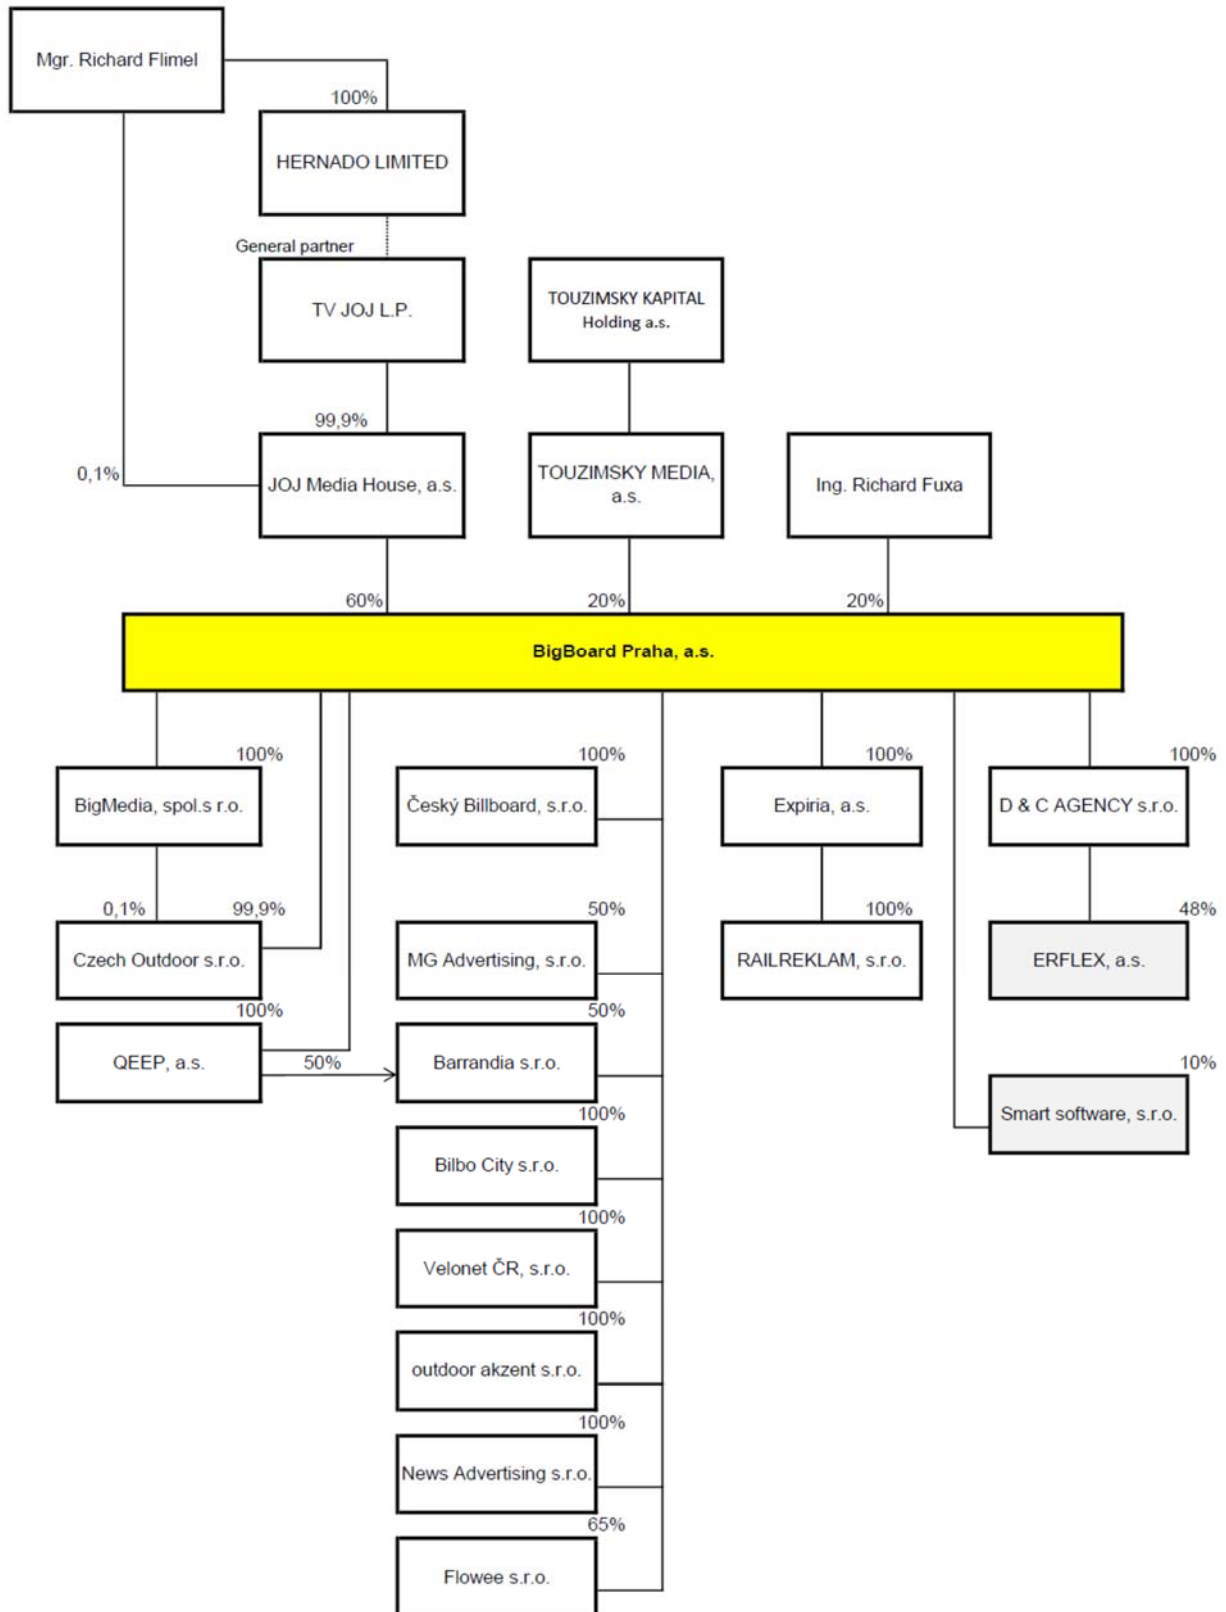 Mgr. Richard Flimel
100%
HERNADO LIMITED
General partner
TV JOJ L.P.
TOUZIMSKY KAPITAL
Holding a.s.
99,9%
0,1%
JOJ Media House, a.s.
TOUZIMSKY MEDIA,
a.s.
Ing. Richard Fuxa
60%
20%
20%
BigBoard Praha, a.s.
100%
100%
100%
100%
BigMedia, spol.s r.o.
Český Billboard, s.r.o.
Expiria, a.s.
D & C AGENCY s.r.o.
0,1%
99,9%
50%
100%
48%
Czech Outdoor s.r.o.
MG Advertising, s.r.o.
RAILREKLAM, s.r.o.
ERFLEX, a.s.
100%
50%
QEEP, a.s.
50%
Barrandia s.r.o.
10%
Smart software, s.r.o.
100%
Bilbo City s.r.o.
100%
Velonet ČR, s.r.o.
100%
outdoor akzent s.r.o.
100%
News Advertising s.r.o.
65%
Flowee s.r.o.